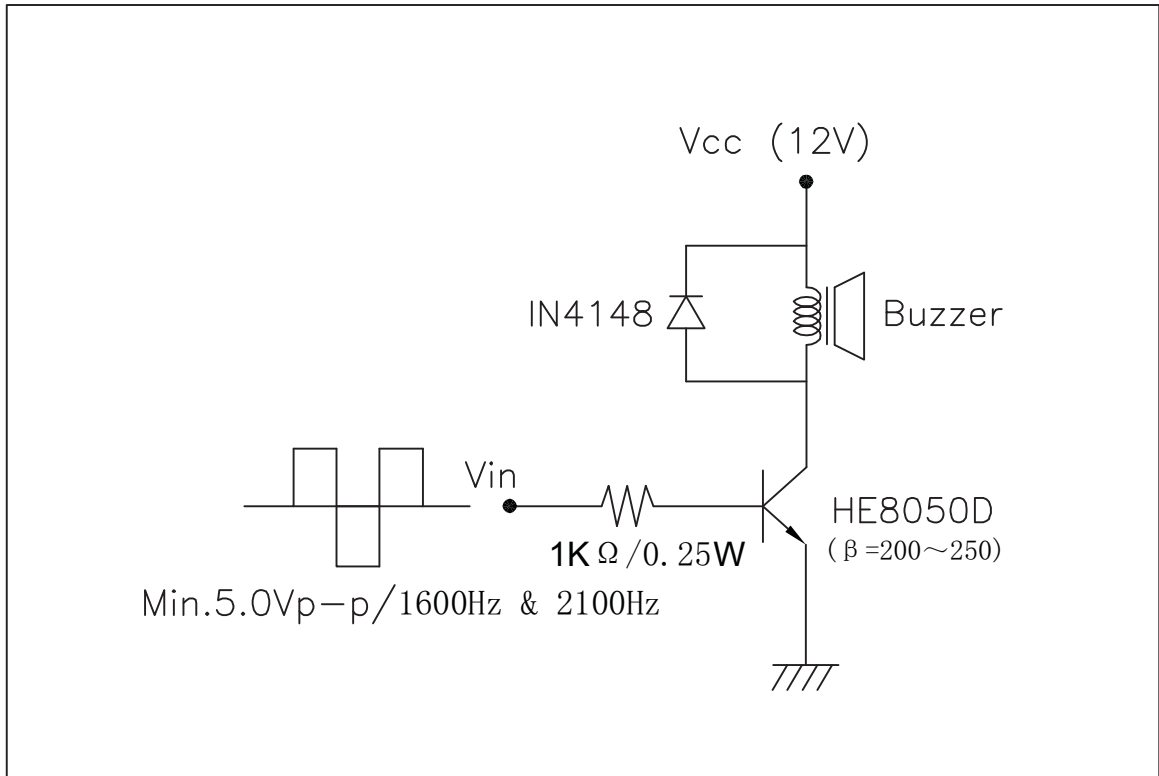 Vcc (12V)
IN4148
Buzzer
Vin
HE8050D
1KΩ/0.25W
(β=200～250)
Min.5.0Vp-p/1600Hz & 2100Hz